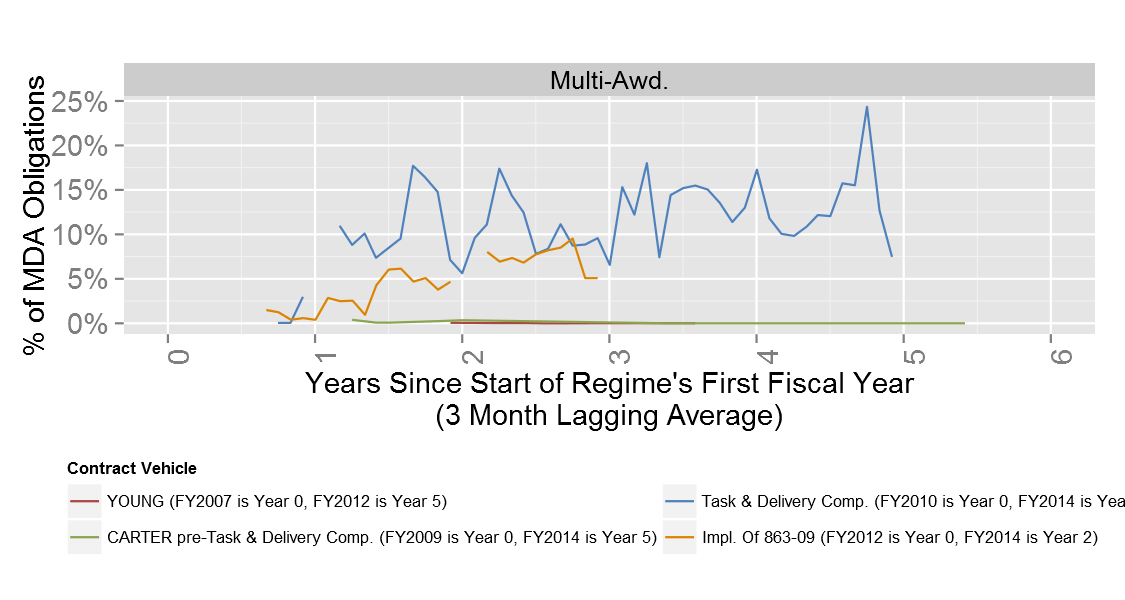 Multi-Awd.
% of MDA Obligations
25%
20%
15%
10%
5%
0%
0 1 2 3 4 5 6
Years Since Start of Regime's First Fiscal Year
(3 Month Lagging Average)
Contract Vehicle
YOUNG (FY2007 is Year 0, FY2012 is Year 5)
Task & Delivery Comp. (FY2010 is Year 0, FY2014 is Yea
CARTER pre-Task & Delivery Comp. (FY2009 is Year 0, FY2014 is Year 5)
Impl. Of 863-09 (FY2012 is Year 0, FY2014 is Year 2)